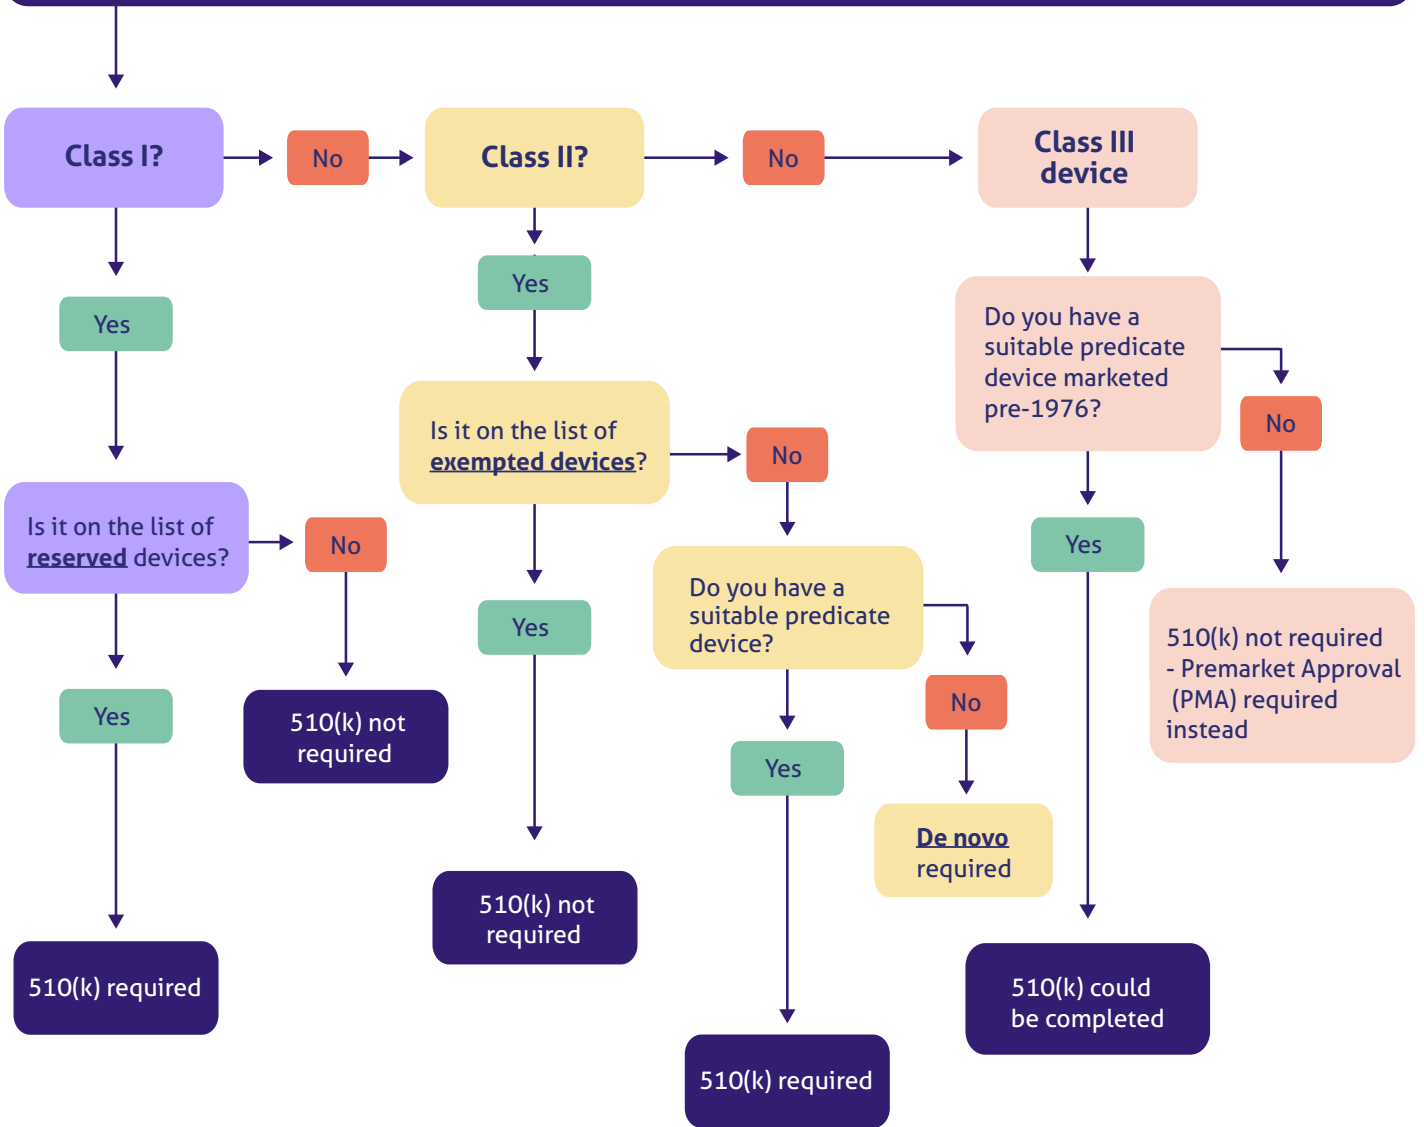 Class I?
No
Class II?
No
Class III
device
Yes
Yes
Do you have a
suitable predicate
device marketed
pre-1976?
No
Is it on the list of
exempted devices?
No
Is it on the list of
reserved devices?
No
Yes
Do you have a
suitable predicate
device?
Yes
510(k) not required
- Premarket Approval
(PMA) required
instead
Yes
510(k) not
required
No
Yes
De novo
required
510(k) not
required
510(k) required
510(k) could
be completed
510(k) required